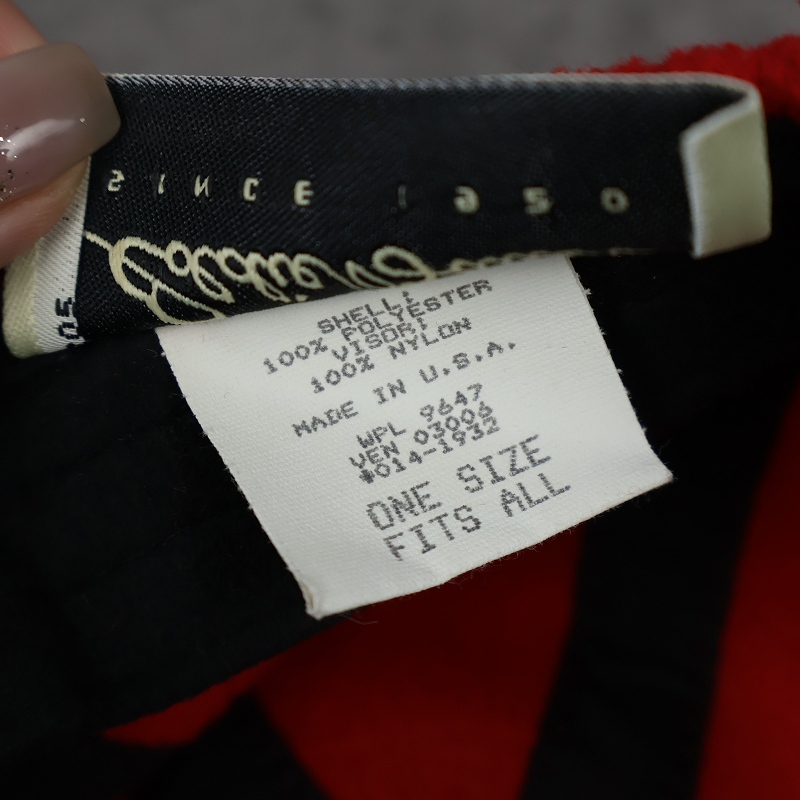 SINCE 1920
SHELL:
100% POLYESTER
VISOR:
100% NYLON
MADE IN U.S.A.
WPL 9647
VEN 03006
#014-1932
ONE SIZE
FITS ALL